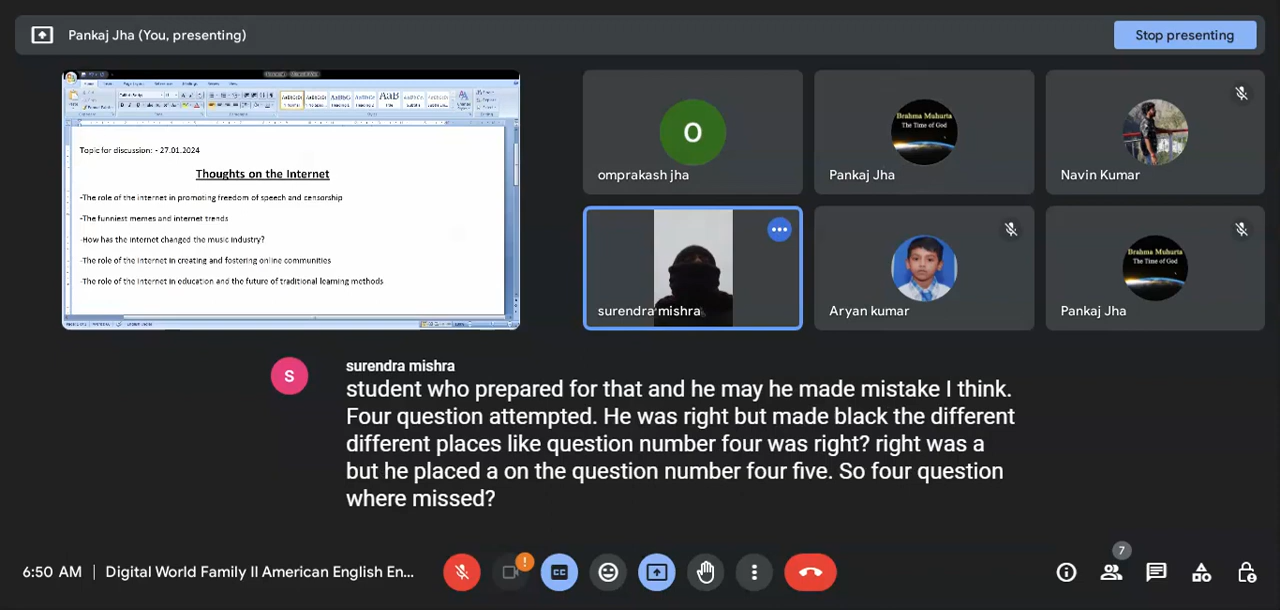 Pankaj Jha (You, presenting)
Stop presenting
Topic for discussion: - 27.01.2024
Thoughts on the Internet
-The role of the internet in promoting freedom of speech and censorship
-The funniest memes and internet trends
-How has the internet changed the music industry?
-The role of the internet in creating and fostering online communities
-The role of the internet in education and the future of traditional learning methods
O
omprakash jha
Brahma Muhurta
The Time of God
Pankaj Jha
Navin Kumar
surendra mishra
Aryan kumar
Brahma Muhurta
The Time of God
Pankaj Jha
S
surendra mishra
student who prepared for that and he may he made mistake I think.
Four question attempted. He was right but made black the different
different places like question number four was right? right was a
but he placed a on the question number four five. So four question
where missed?
6:50 AM | Digital World Family II American English En...
CC
7